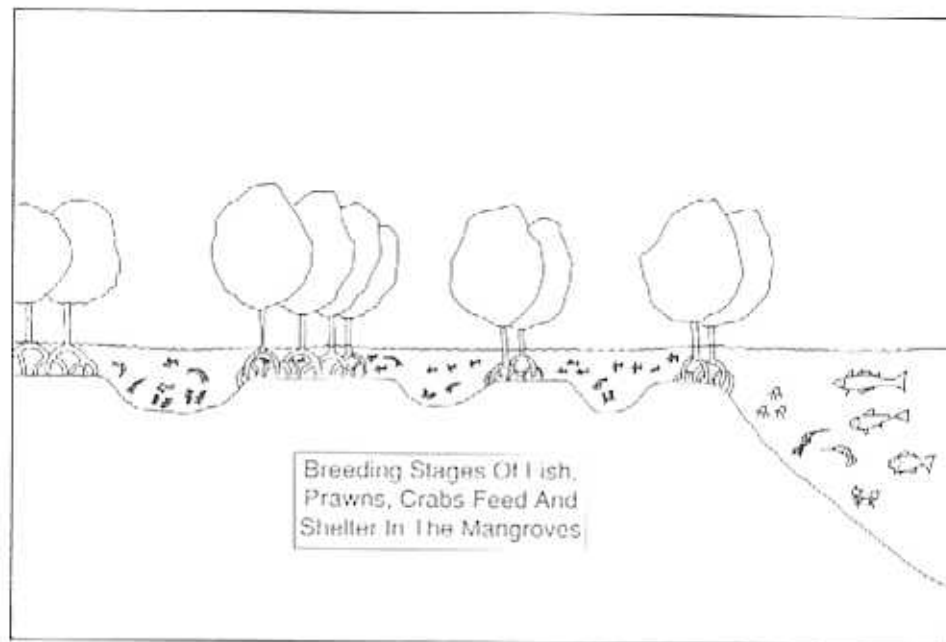 Breeding Stages Of Fish,
Prawns, Crabs Feed And
Shelter In The Mangroves